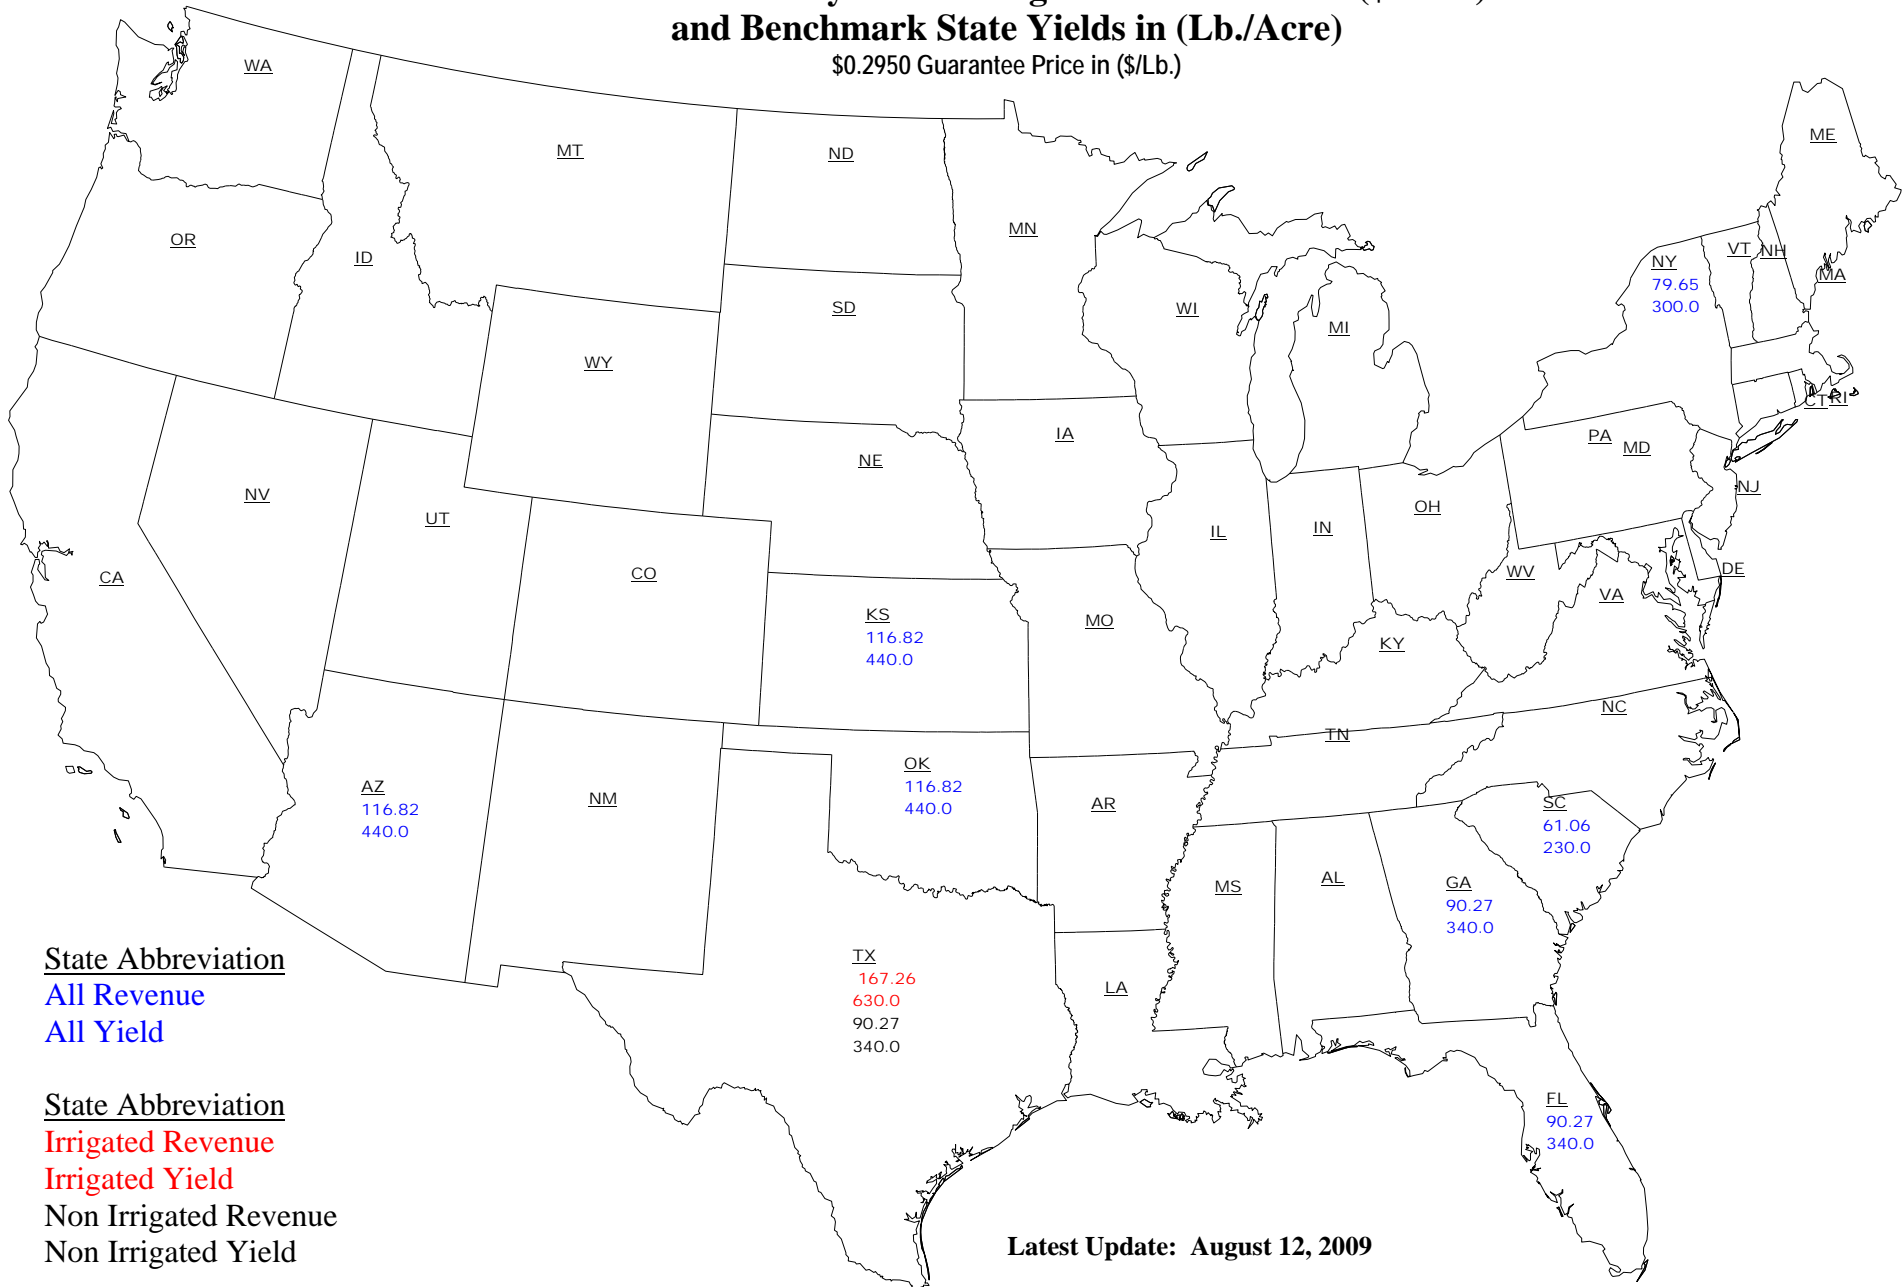 and Benchmark State Yields in (Lb./Acre)
$0.2950 Guarantee Price in ($/Lb.)
WA
MT
ND
MN
ME
OR
ID
SD
WI
MI
NY
79.65
300.0
VT
NH
MA
WY
IA
NE
PA
MD
CT
RI
NV
UT
CO
IL
IN
OH
NJ
CA
KS
116.82
440.0
MO
WV
VA
DE
KY
AZ
116.82
440.0
NM
OK
116.82
440.0
AR
TN
NC
SC
61.06
230.0
MS
AL
GA
90.27
340.0
TX
167.26
630.0
90.27
340.0
LA
FL
90.27
340.0
State Abbreviation
All Revenue
All Yield
State Abbreviation
Irrigated Revenue
Irrigated Yield
Non Irrigated Revenue
Non Irrigated Yield
Latest Update: August 12, 2009